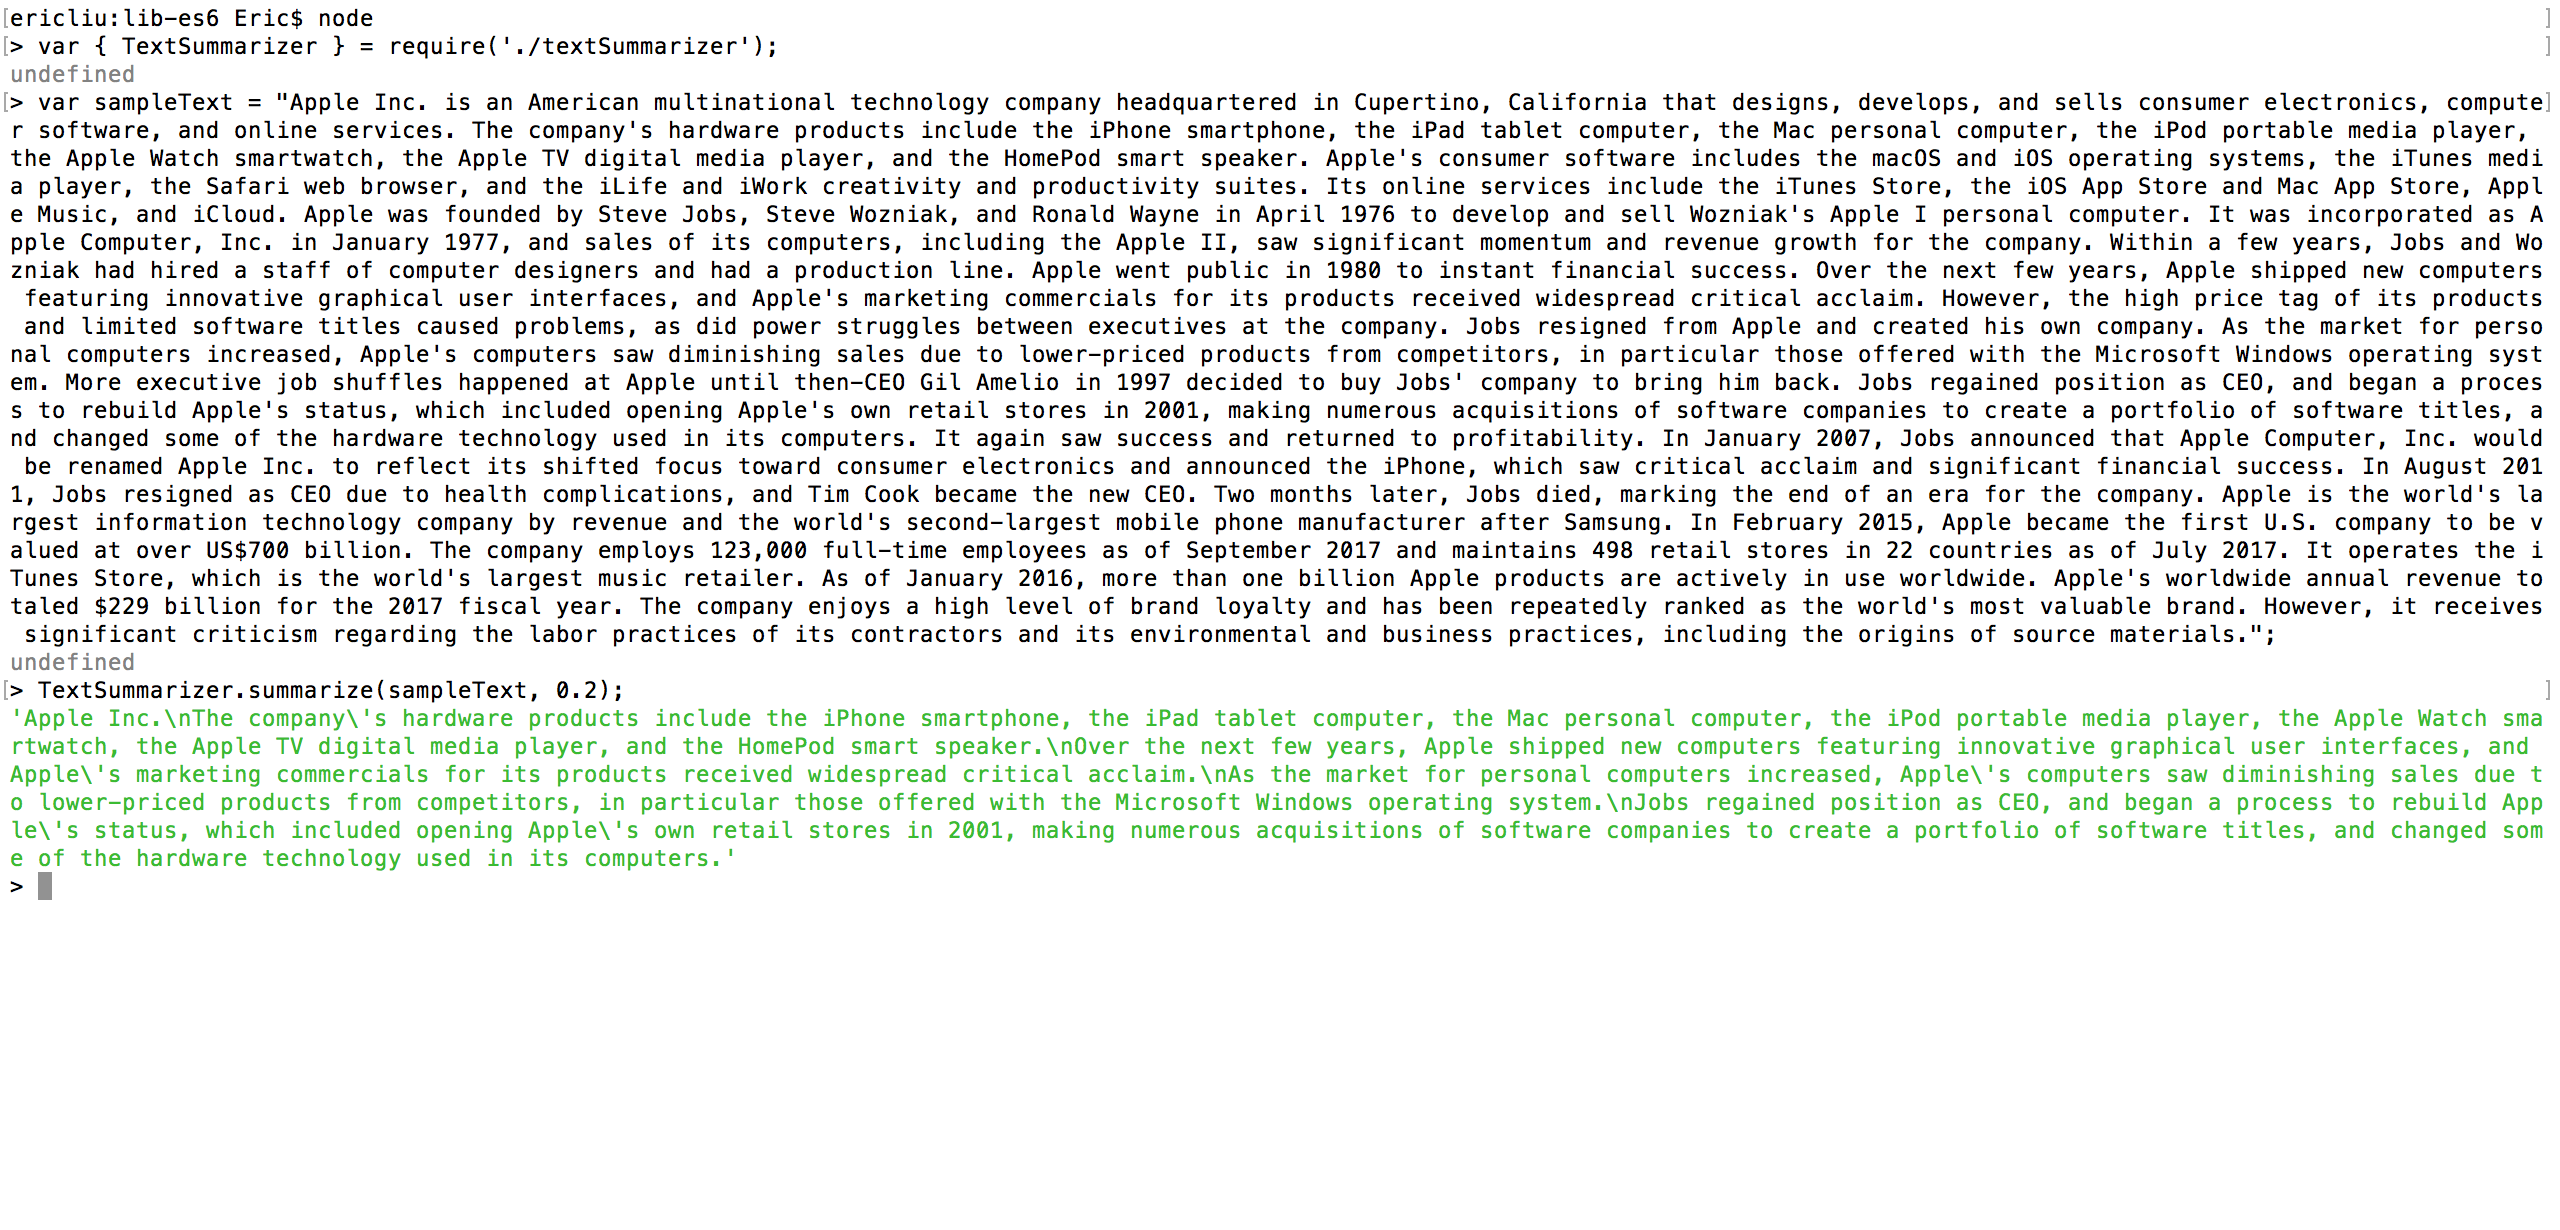 [ericliu:lib-es6 Eric$ node ]
[> var { TextSummarizer } = require('./textSummarizer'); ]
undefined
[> var sampleText = "Apple Inc. is an American multinational technology company headquartered in Cupertino, California that designs, develops, and sells consumer electronics, compute]
r software, and online services. The company's hardware products include the iPhone smartphone, the iPad tablet computer, the Mac personal computer, the iPod portable media player,
the Apple Watch smartwatch, the Apple TV digital media player, and the HomePod smart speaker. Apple's consumer software includes the macOS and iOS operating systems, the iTunes medi
a player, the Safari web browser, and the iLife and iWork creativity and productivity suites. Its online services include the iTunes Store, the iOS App Store and Mac App Store, Appl
e Music, and iCloud. Apple was founded by Steve Jobs, Steve Wozniak, and Ronald Wayne in April 1976 to develop and sell Wozniak's Apple I personal computer. It was incorporated as A
pple Computer, Inc. in January 1977, and sales of its computers, including the Apple II, saw significant momentum and revenue growth for the company. Within a few years, Jobs and Wo
zniak had hired a staff of computer designers and had a production line. Apple went public in 1980 to instant financial success. Over the next few years, Apple shipped new computers
 featuring innovative graphical user interfaces, and Apple's marketing commercials for its products received widespread critical acclaim. However, the high price tag of its products
 and limited software titles caused problems, as did power struggles between executives at the company. Jobs resigned from Apple and created his own company. As the market for perso
nal computers increased, Apple's computers saw diminishing sales due to lower-priced products from competitors, in particular those offered with the Microsoft Windows operating syst
em. More executive job shuffles happened at Apple until then-CEO Gil Amelio in 1997 decided to buy Jobs' company to bring him back. Jobs regained position as CEO, and began a proces
s to rebuild Apple's status, which included opening Apple's own retail stores in 2001, making numerous acquisitions of software companies to create a portfolio of software titles, a
nd changed some of the hardware technology used in its computers. It again saw success and returned to profitability. In January 2007, Jobs announced that Apple Computer, Inc. would
 be renamed Apple Inc. to reflect its shifted focus toward consumer electronics and announced the iPhone, which saw critical acclaim and significant financial success. In August 201
1, Jobs resigned as CEO due to health complications, and Tim Cook became the new CEO. Two months later, Jobs died, marking the end of an era for the company. Apple is the world's la
rgest information technology company by revenue and the world's second-largest mobile phone manufacturer after Samsung. In February 2015, Apple became the first U.S. company to be v
alued at over US$700 billion. The company employs 123,000 full-time employees as of September 2017 and maintains 498 retail stores in 22 countries as of July 2017. It operates the i
Tunes Store, which is the world's largest music retailer. As of January 2016, more than one billion Apple products are actively in use worldwide. Apple's worldwide annual revenue to
taled $229 billion for the 2017 fiscal year. The company enjoys a high level of brand loyalty and has been repeatedly ranked as the world's most valuable brand. However, it receives
 significant criticism regarding the labor practices of its contractors and its environmental and business practices, including the origins of source materials.";
undefined
[> TextSummarizer.summarize(sampleText, 0.2); ]
'Apple Inc.\nThe company\'s hardware products include the iPhone smartphone, the iPad tablet computer, the Mac personal computer, the iPod portable media player, the Apple Watch sma
rtwatch, the Apple TV digital media player, and the HomePod smart speaker.\nOver the next few years, Apple shipped new computers featuring innovative graphical user interfaces, and
Apple\'s marketing commercials for its products received widespread critical acclaim.\nAs the market for personal computers increased, Apple\'s computers saw diminishing sales due t
o lower-priced products from competitors, in particular those offered with the Microsoft Windows operating system.\nJobs regained position as CEO, and began a process to rebuild App
le\'s status, which included opening Apple\'s own retail stores in 2001, making numerous acquisitions of software companies to create a portfolio of software titles, and changed som
e of the hardware technology used in its computers.'
>